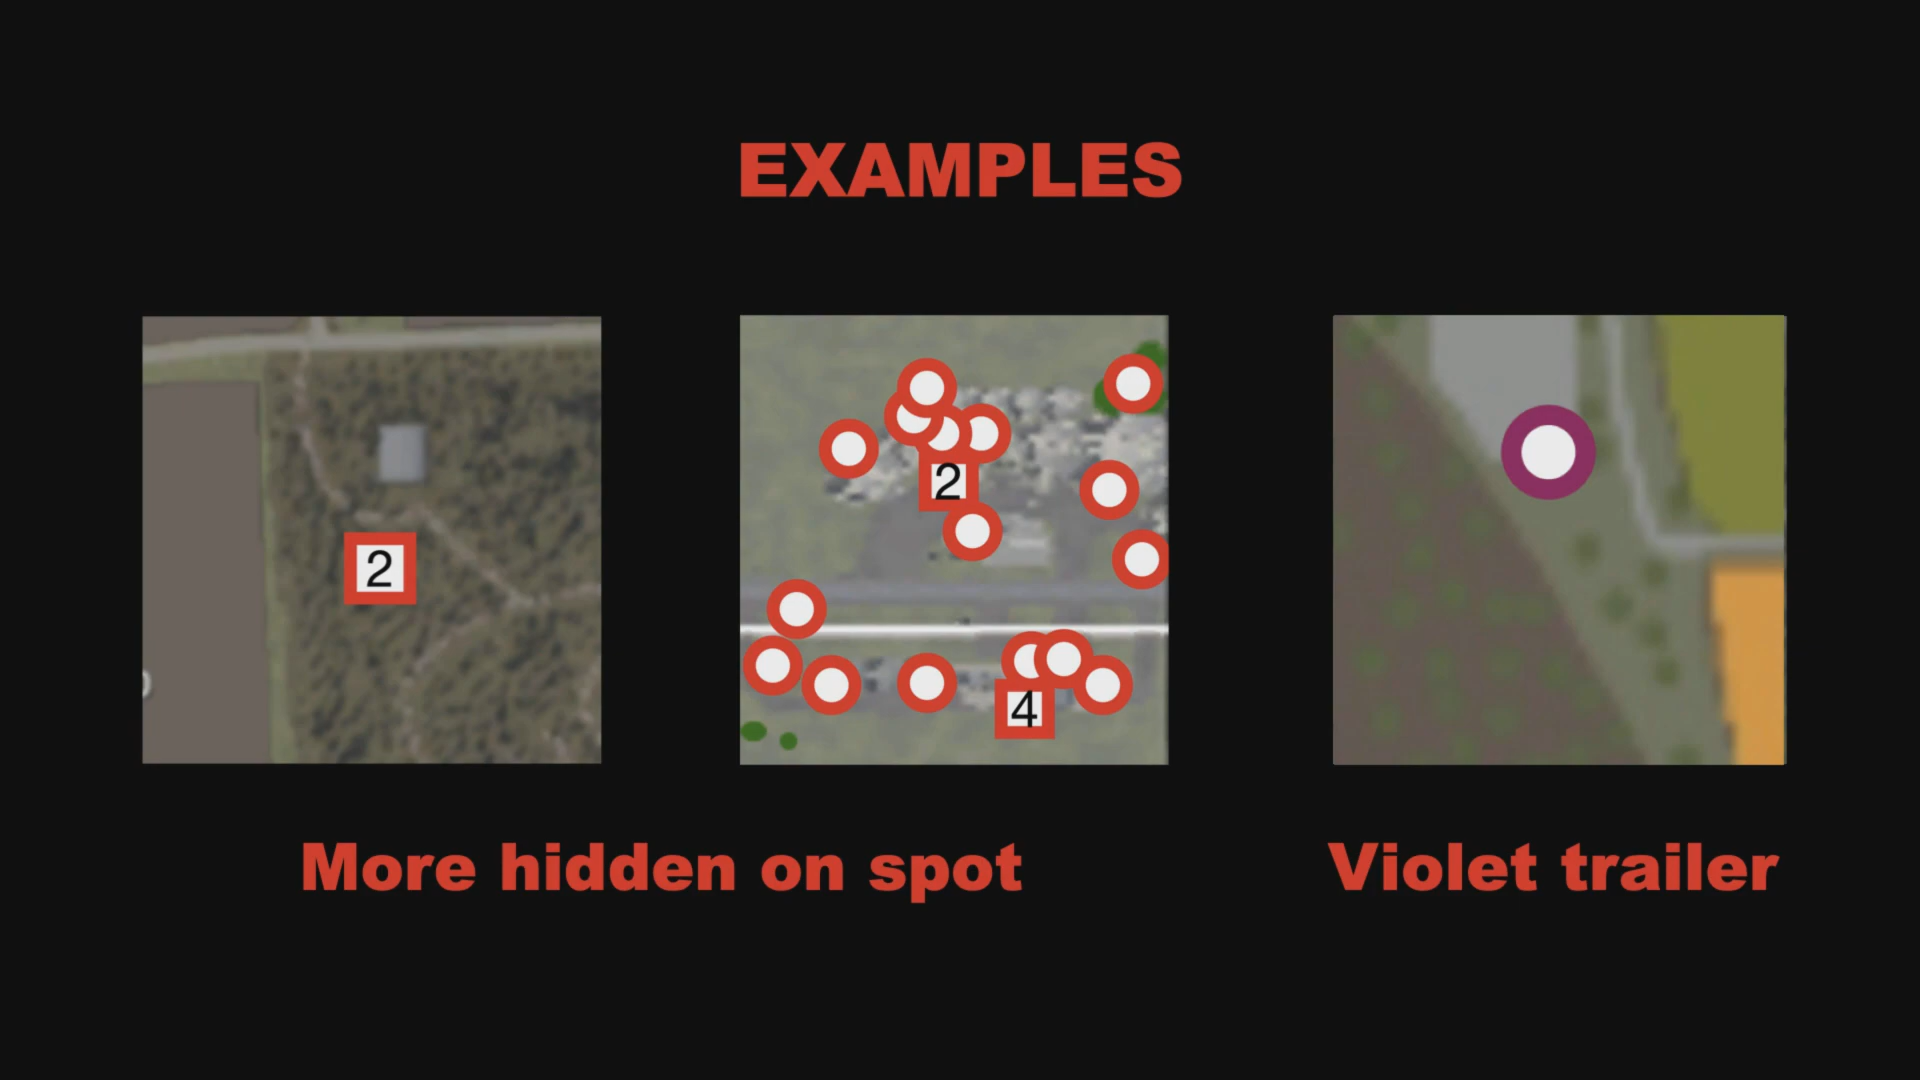 EXAMPLES
2
2
4
More hidden on spot
Violet trailer